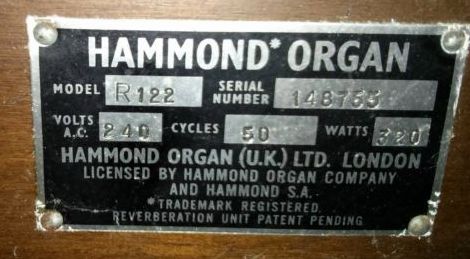 HAMMOND* ORGAN
MODEL R122 SERIAL NUMBER 148755
VOLTS A.C. 240 CYCLES 50 WATTS 320
HAMMOND ORGAN (U.K.) LTD. LONDON
LICENSED BY HAMMOND ORGAN COMPANY
AND HAMMOND S.A.
*TRADEMARK REGISTERED.
REVERBERATION UNIT PATENT PENDING